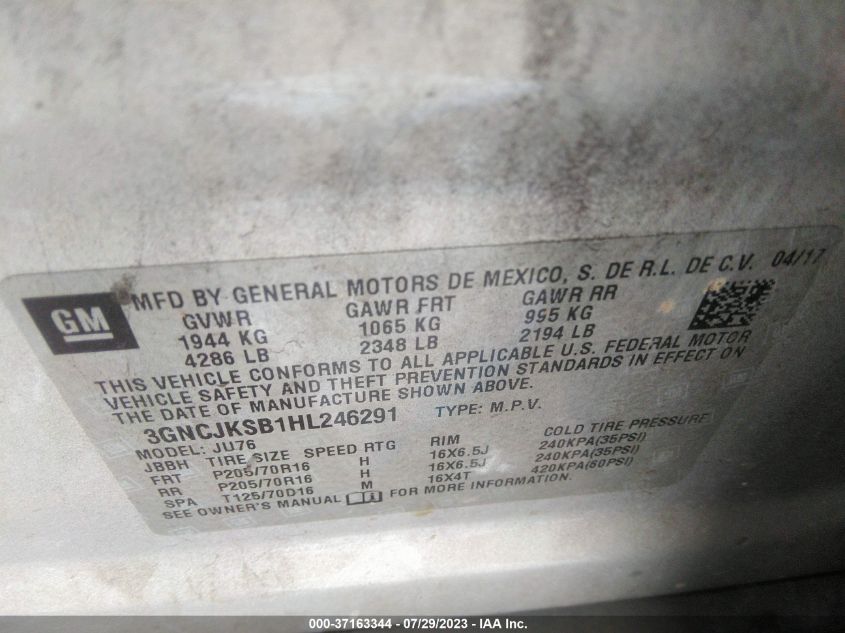 GM
MFD BY GENERAL MOTORS DE MEXICO, S. DE R.L. DE C.V. 04/17
GVWR GAWR FRT GAWR RR
1944 KG 1065 KG 995 KG
4286 LB 2348 LB 2194 LB
THIS VEHICLE CONFORMS TO ALL APPLICABLE U.S. FEDERAL MOTOR
VEHICLE SAFETY AND THEFT PREVENTION STANDARDS IN EFFECT ON
THE DATE OF MANUFACTURE SHOWN ABOVE.
3GNCJKSB1HL246291 TYPE: M.P.V.
MODEL: JU76
JBBH TIRE SIZE SPEED RTG RIM COLD TIRE PRESSURE
FRT P205/70R16 H 16X6.5J 240KPA(35PSI)
RR P205/70R16 H 16X6.5J 240KPA(35PSI)
SPA T125/70D16 M 16X4T 420KPA(60PSI)
SEE OWNER'S MANUAL FOR MORE INFORMATION.
000-37163344 / 07/29/2023 - IAA Inc.